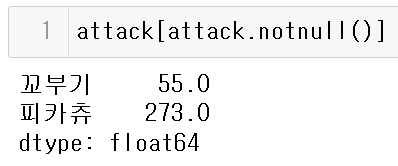 1 attack[attack.notnull()]
꼬부기 55.0
피카츄 273.0
dtype: float64